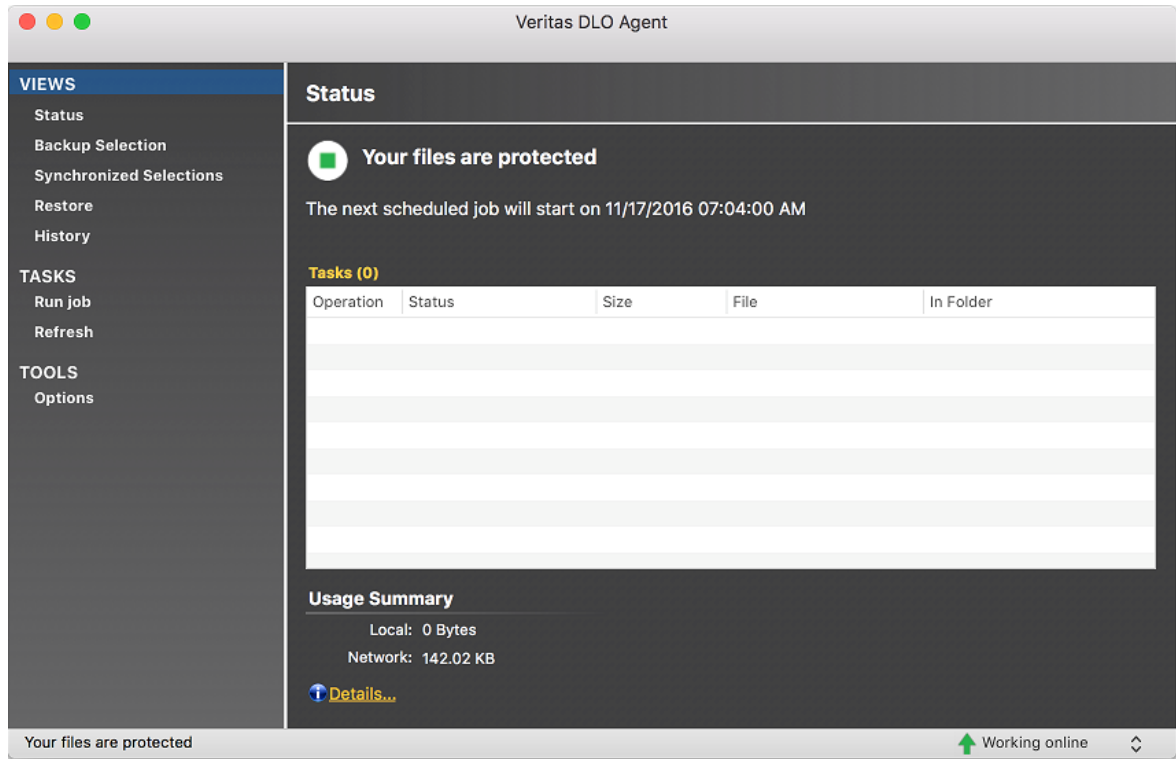 Veritas DLO Agent
VIEWS
Status
Backup Selection
Synchronized Selections
Restore
History
TASKS
Run job
Refresh
TOOLS
Options
Status
Your files are protected
The next scheduled job will start on 11/17/2016 07:04:00 AM
Tasks (0)
Operation Status Size File In Folder
Usage Summary
Local: 0 Bytes
Network: 142.02 KB
Details...
Your files are protected
Working online